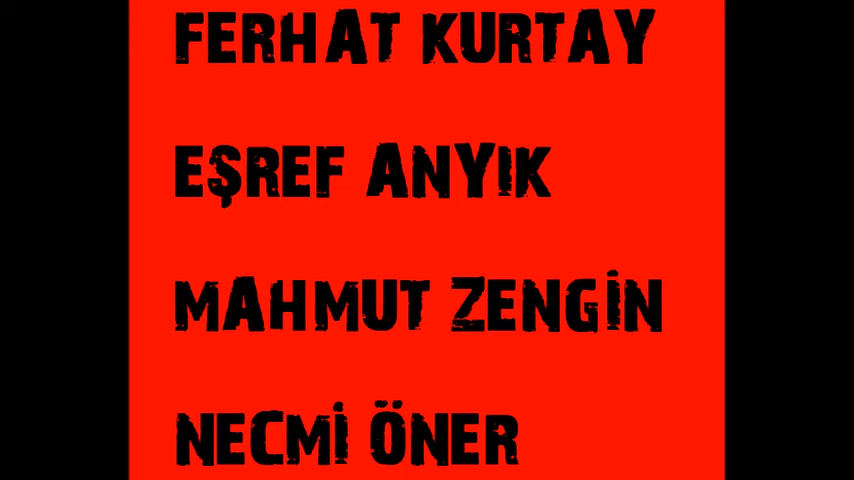 FERHAT KURTAY
EŞREF ANYIK
MAHMUT ZENGİN
NECMİ ÖNER